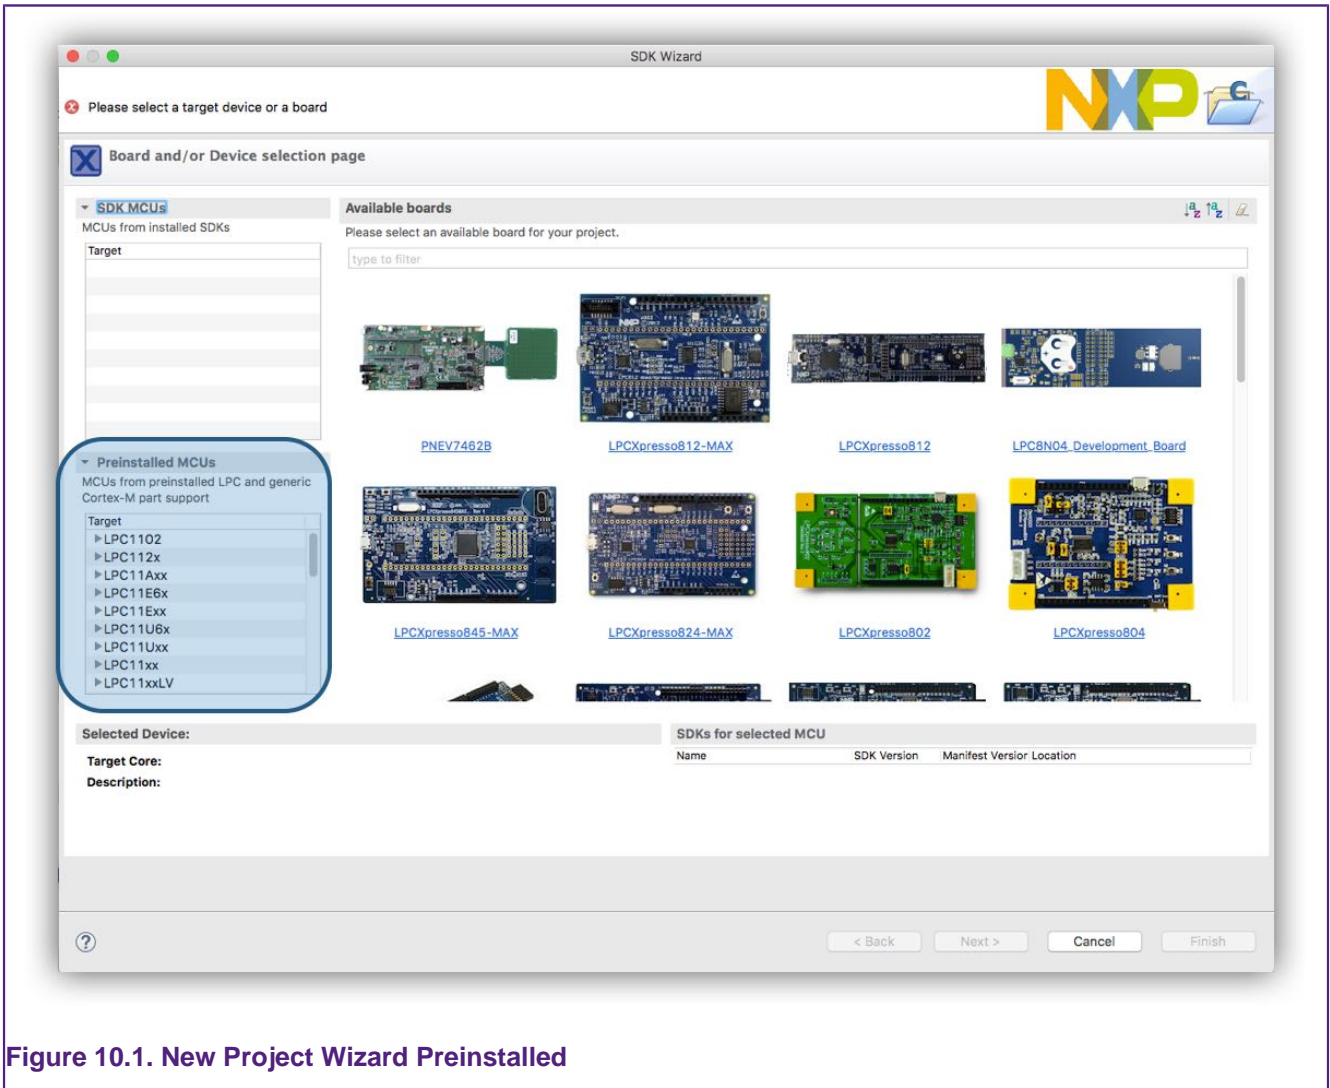 SDK Wizard
Please select a target device or a board
NXP
C
Board and/or Device selection page
SDK MCUs
MCUs from installed SDKs
Target
Available boards
Please select an available board for your project.
type to filter
PNEV7462B
LPCXpresso812-MAX
LPCXpresso812
LPC8N04_Development_Board
Preinstalled MCUs
MCUs from preinstalled LPC and generic
Cortex-M part support
Target
LPC1102
LPC112x
LPC11Axx
LPC11E6x
LPC11Exx
LPC11U6x
LPC11Uxx
LPC11xx
LPC11xxLV
LPCXpresso845-MAX
LPCXpresso824-MAX
LPCXpresso802
LPCXpresso804
Selected Device:
Target Core:
Description:
SDKs for selected MCU
Name SDK Version Manifest Versior Location
?
< Back Next > Cancel Finish
Figure 10.1. New Project Wizard Preinstalled